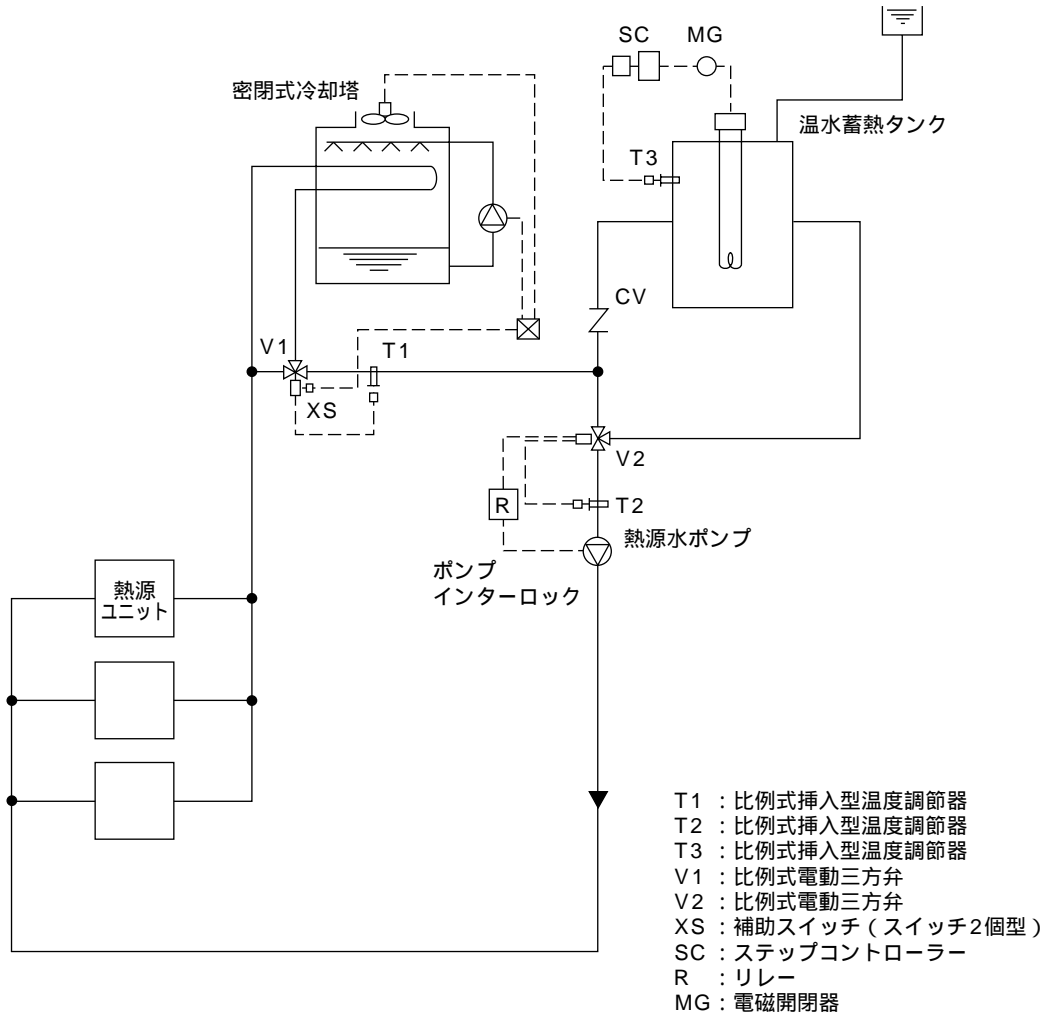 SC
MG
密閉式冷却塔
温水蓄熱タンク
T3
CV
V1
T1
XS
V2
R
T2
熱源水ポンプ
ポンプ
インターロック
熱源
ユニット
T1 : 比例式挿入型温度調節器
T2 : 比例式挿入型温度調節器
T3 : 比例式挿入型温度調節器
V1 : 比例式電動三方弁
V2 : 比例式電動三方弁
XS : 補助スイッチ ( スイッチ2個型 )
SC : ステップコントローラー
R : リレー
MG : 電磁開閉器